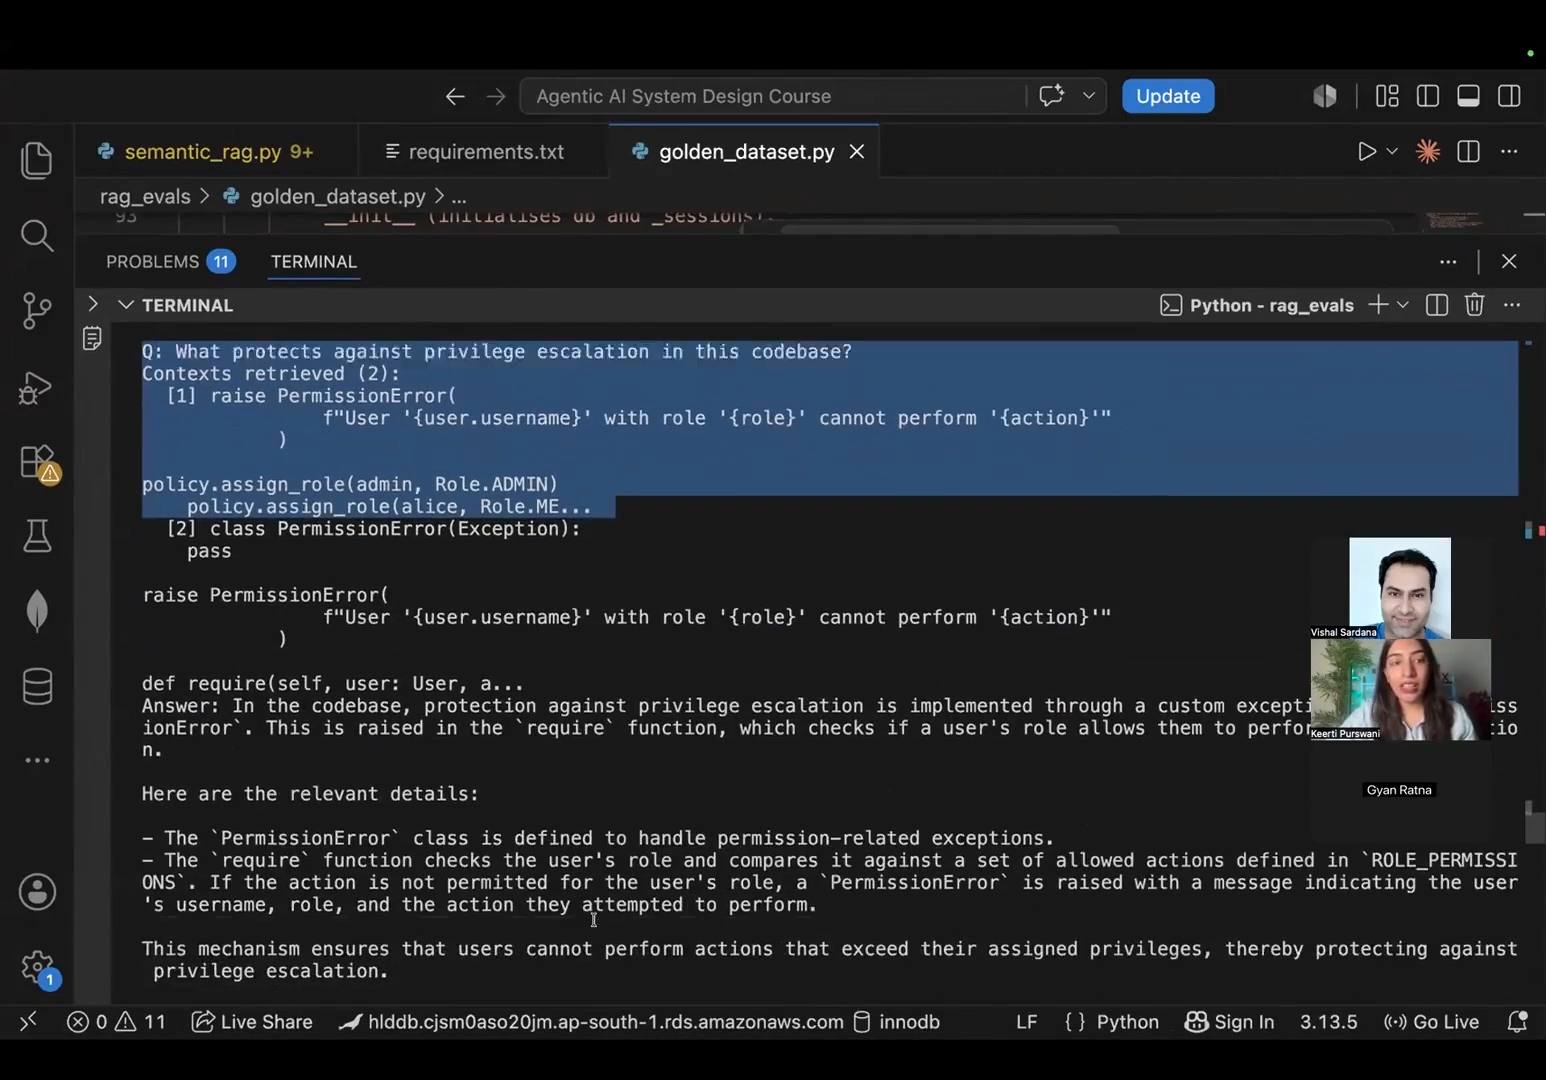 Agentic AI System Design Course
Update
semantic_rag.py 9+
requirements.txt
golden_dataset.py
rag_evals > golden_dataset.py > ...
93 __init__ (initialises db and _sessions).
PROBLEMS 11
TERMINAL
TERMINAL
Python - rag_evals
Q: What protects against privilege escalation in this codebase?
Contexts retrieved (2):
[1] raise PermissionError(
f"User '{user.username}' with role '{role}' cannot perform '{action}'"
)
policy.assign_role(admin, Role.ADMIN)
policy.assign_role(alice, Role.ME...
[2] class PermissionError(Exception):
pass
raise PermissionError(
f"User '{user.username}' with role '{role}' cannot perform '{action}'"
)
def require(self, user: User, a...
Answer: In the codebase, protection against privilege escalation is implemented through a custom excepti iss
ionError`. This is raised in the `require` function, which checks if a user's role allows them to perfor tio
n.
Here are the relevant details:
– The `PermissionError` class is defined to handle permission-related exceptions.
– The `require` function checks the user's role and compares it against a set of allowed actions defined in `ROLE_PERMISSI
ONS`. If the action is not permitted for the user's role, a `PermissionError` is raised with a message indicating the user
's username, role, and the action they attempted to perform.
This mechanism ensures that users cannot perform actions that exceed their assigned privileges, thereby protecting against
privilege escalation.
Vishal Sardana
Keerti Purswani
Gyan Ratna
1
0 11 Live Share hlddb.cjsm0aso20jm.ap-south-1.rds.amazonaws.com innodb LF {} Python Sign In 3.13.5 Go Live